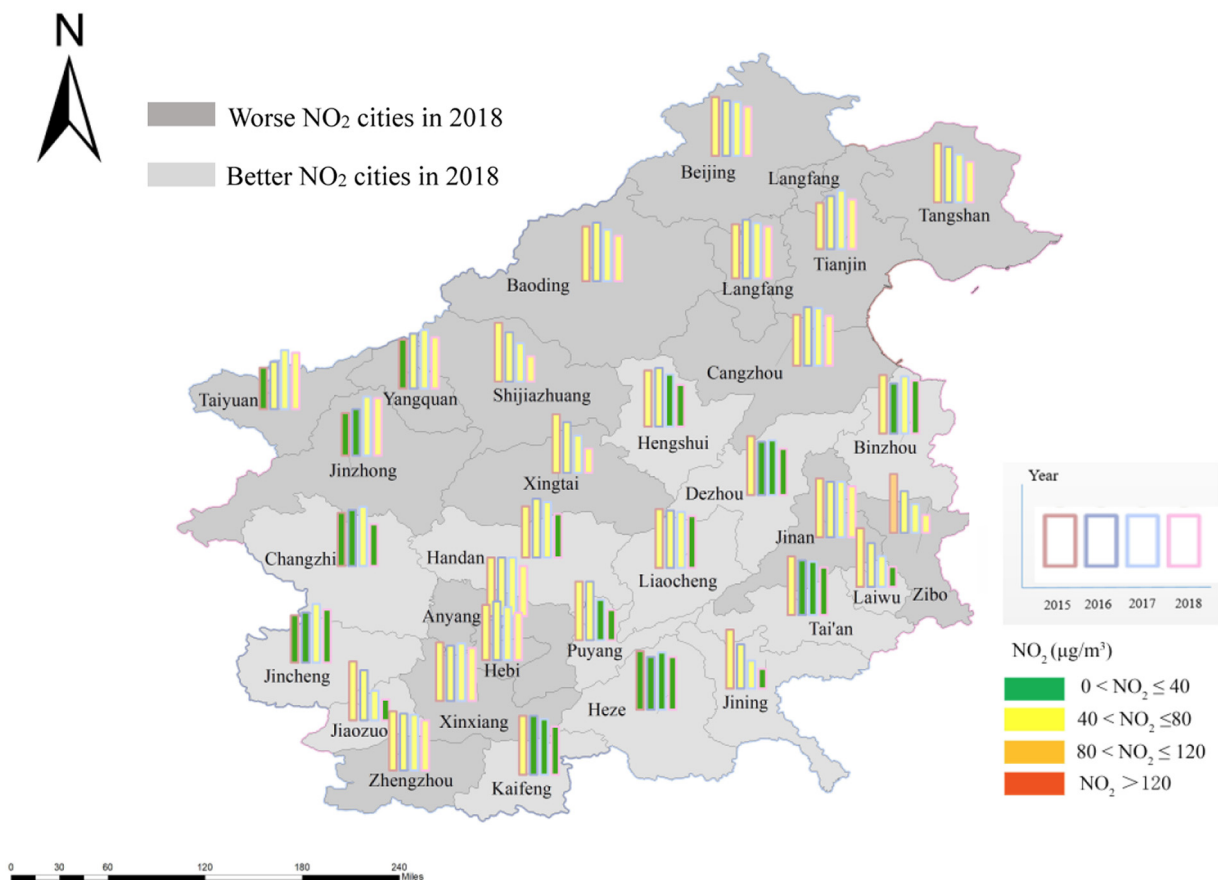 N
Worse NO₂ cities in 2018
Better NO₂ cities in 2018
Beijing
Langfang
Tangshan
Tianjin
Baoding
Langfang
Cangzhou
Taiyuan
Yangquan
Shijiazhuang
Hengshui
Binzhou
Jinzhong
Xingtai
Dezhou
Jinan
Changzhi
Handan
Liaocheng
Laiwu
Zibo
Anyang
Tai'an
Puyang
Hebi
Jincheng
Heze
Jining
Xinxiang
Jiaozuo
Zhengzhou
Kaifeng
Year
2015 2016 2017 2018
NO₂ (μg/m³)
0 < NO₂ ≤ 40
40 < NO₂ ≤80
80 < NO₂ ≤ 120
NO₂ >120
0 30 60 120 180 240
Miles